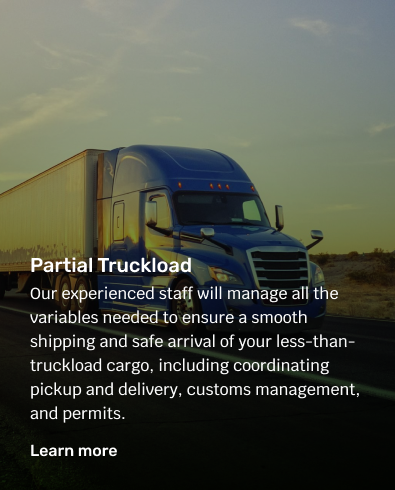 Partial Truckload
Our experienced staff will manage all the
variables needed to ensure a smooth
shipping and safe arrival of your less-than-
truckload cargo, including coordinating
pickup and delivery, customs management,
and permits.
Learn more